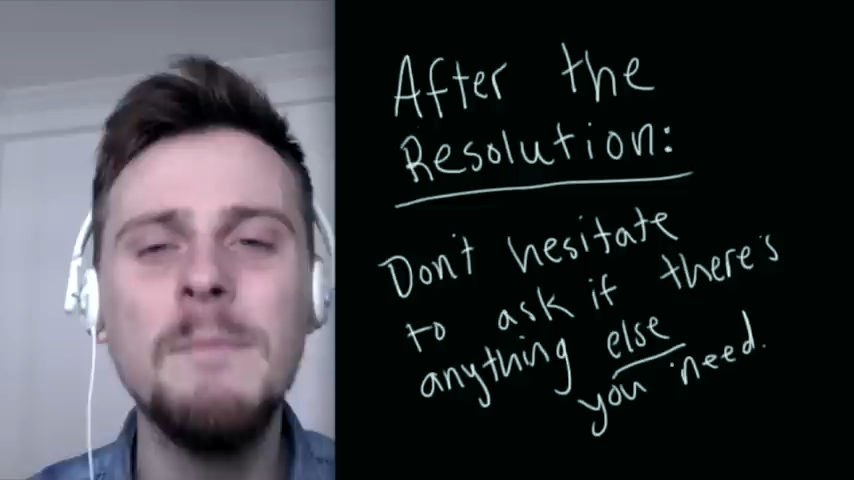 After the
Resolution:
Don't hesitate
to ask if there's
anything else
you need.